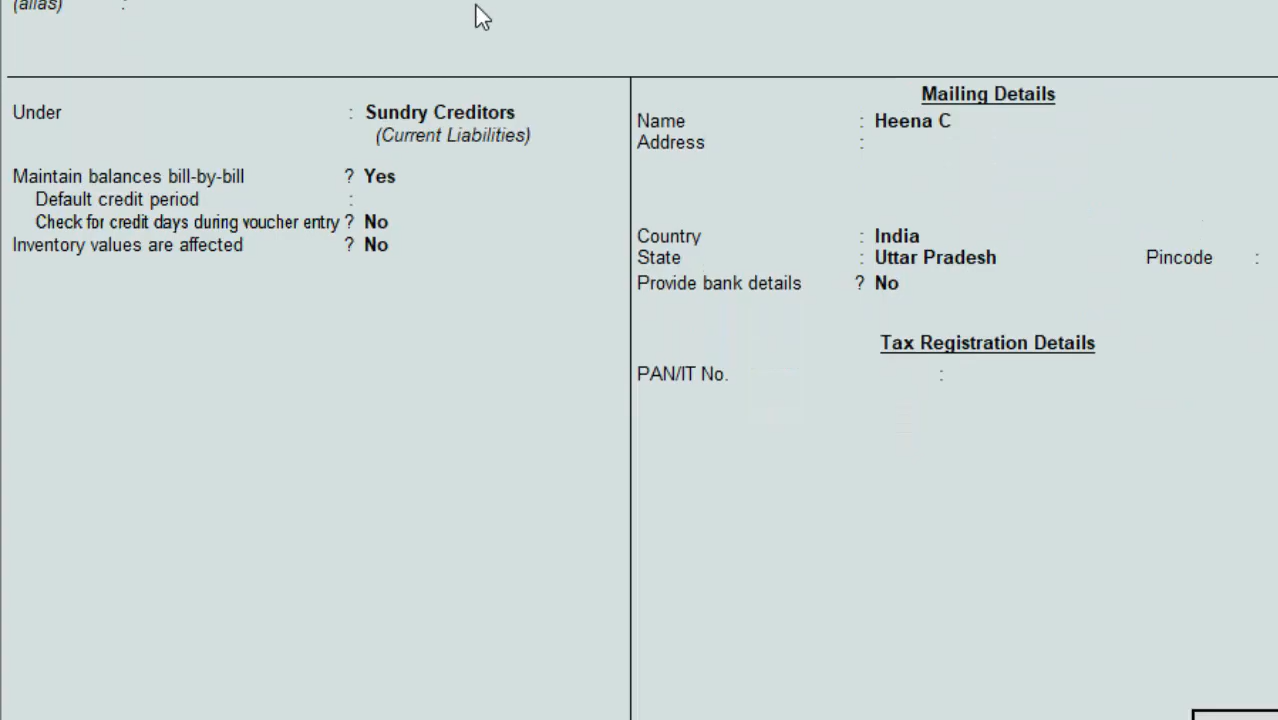 (alias) :
Under : Sundry Creditors
(Current Liabilities)
Maintain balances bill-by-bill ? Yes
Default credit period :
Check for credit days during voucher entry ? No
Inventory values are affected ? No
Mailing Details
Name : Heena C
Address :
Country : India
State : Uttar Pradesh Pincode :
Provide bank details ? No
Tax Registration Details
PAN/IT No. :